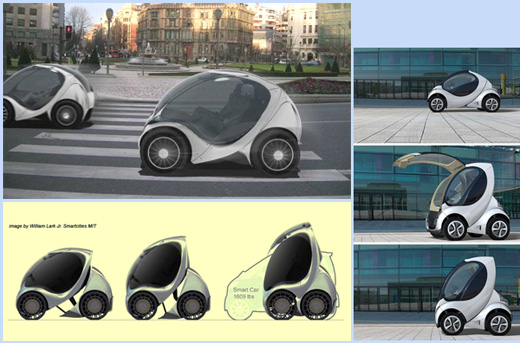 image by William Lark Jr. Smartcities MIT
Smart Car
1609 lbs